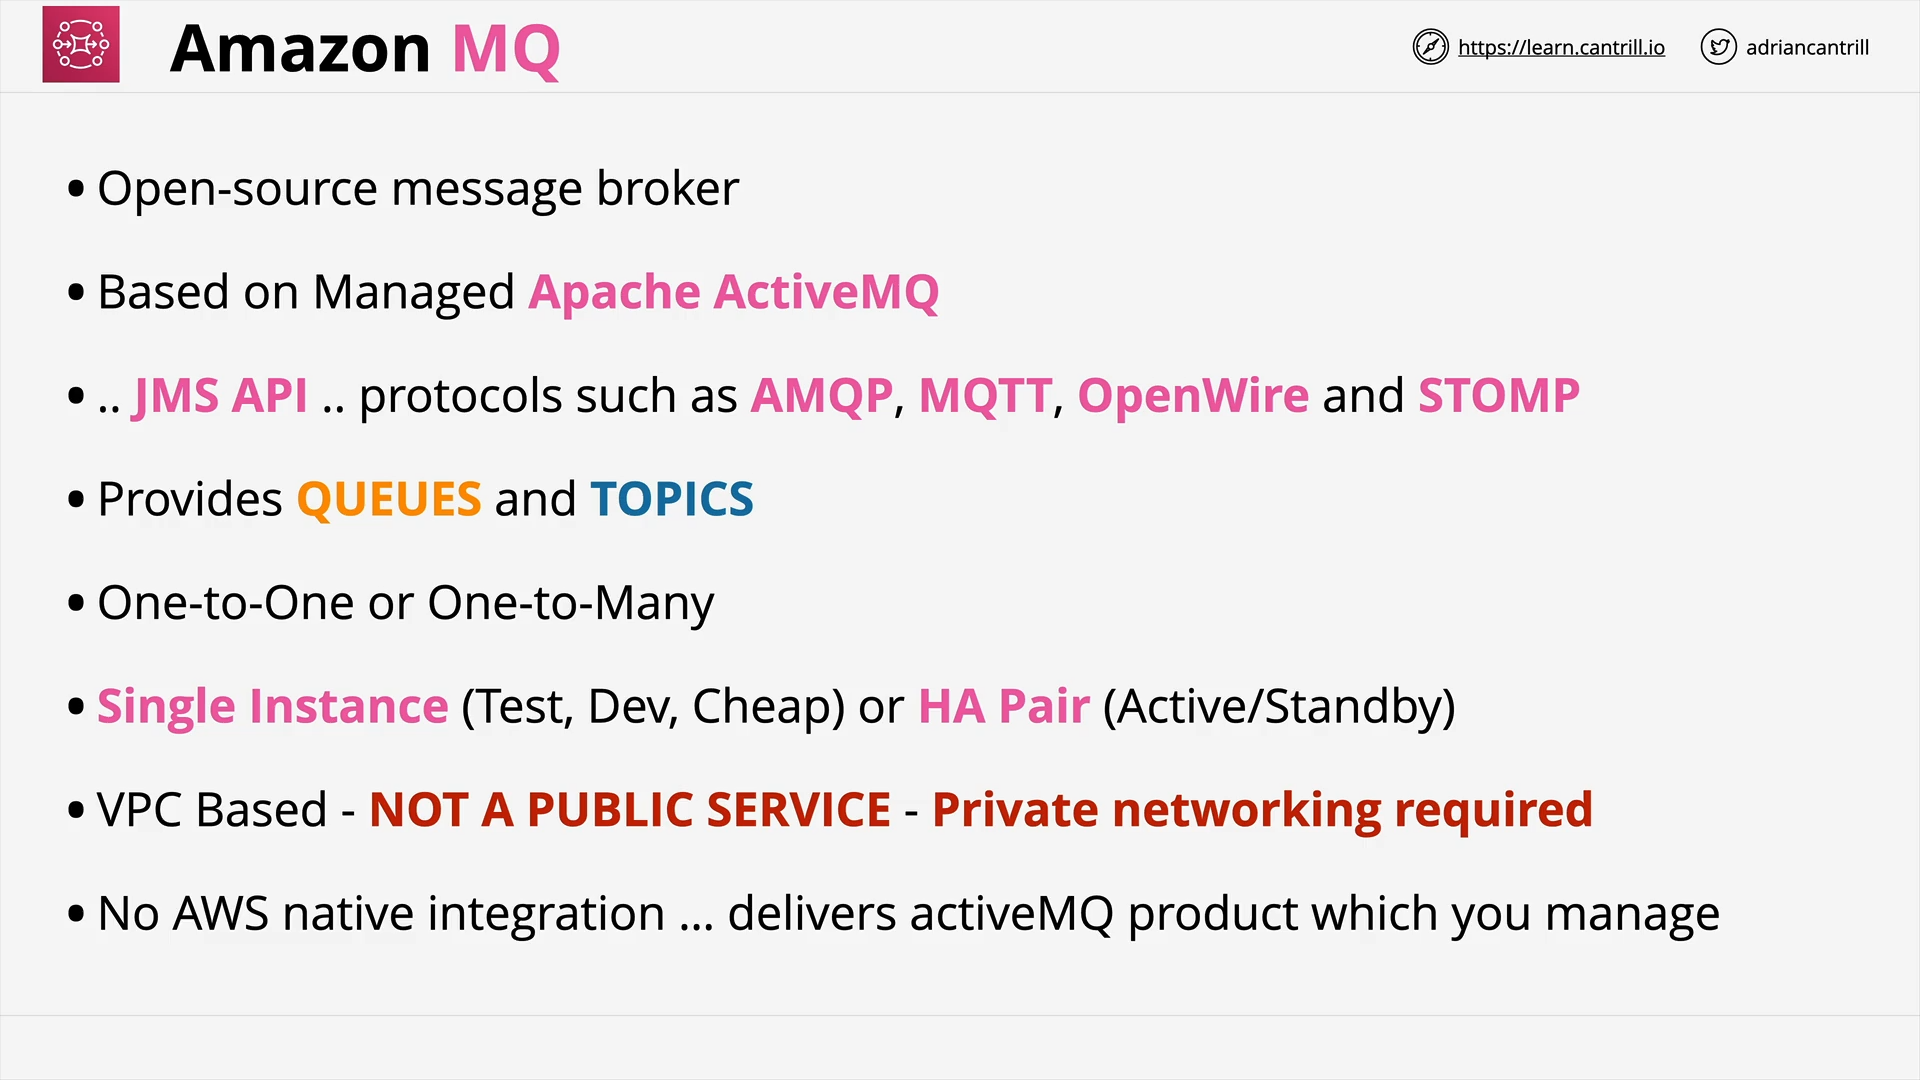 Amazon MQ
https://learn.cantrill.io
adriancantrill
• Open-source message broker
• Based on Managed Apache ActiveMQ
• .. JMS API .. protocols such as AMQP, MQTT, OpenWire and STOMP
• Provides QUEUES and TOPICS
• One-to-One or One-to-Many
• Single Instance (Test, Dev, Cheap) or HA Pair (Active/Standby)
• VPC Based - NOT A PUBLIC SERVICE - Private networking required
• No AWS native integration ... delivers activeMQ product which you manage